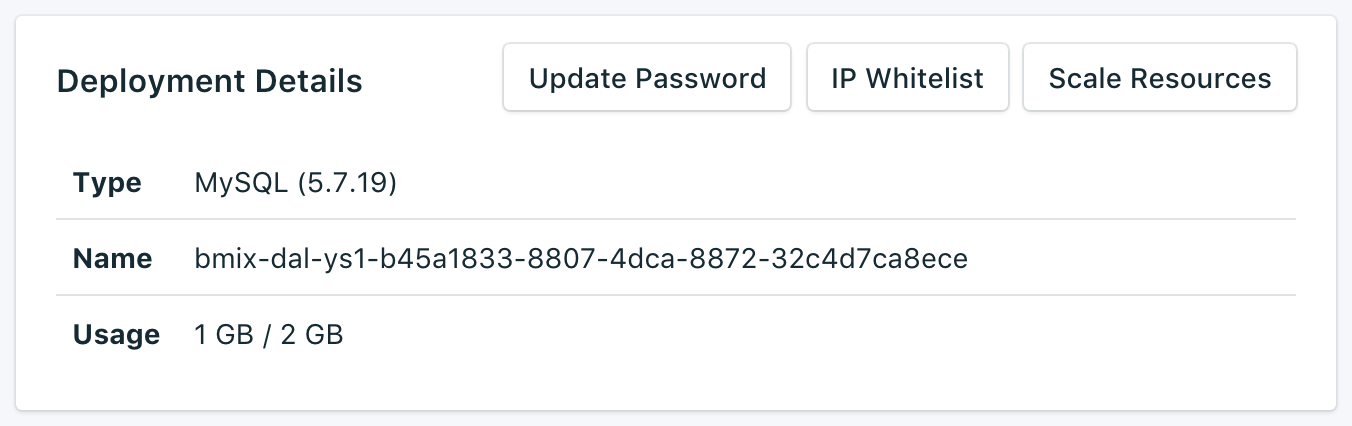 Deployment Details
Update Password
IP Whitelist
Scale Resources
Type MySQL (5.7.19)
Name bmix-dal-ys1-b45a1833-8807-4dca-8872-32c4d7ca8ece
Usage 1 GB / 2 GB